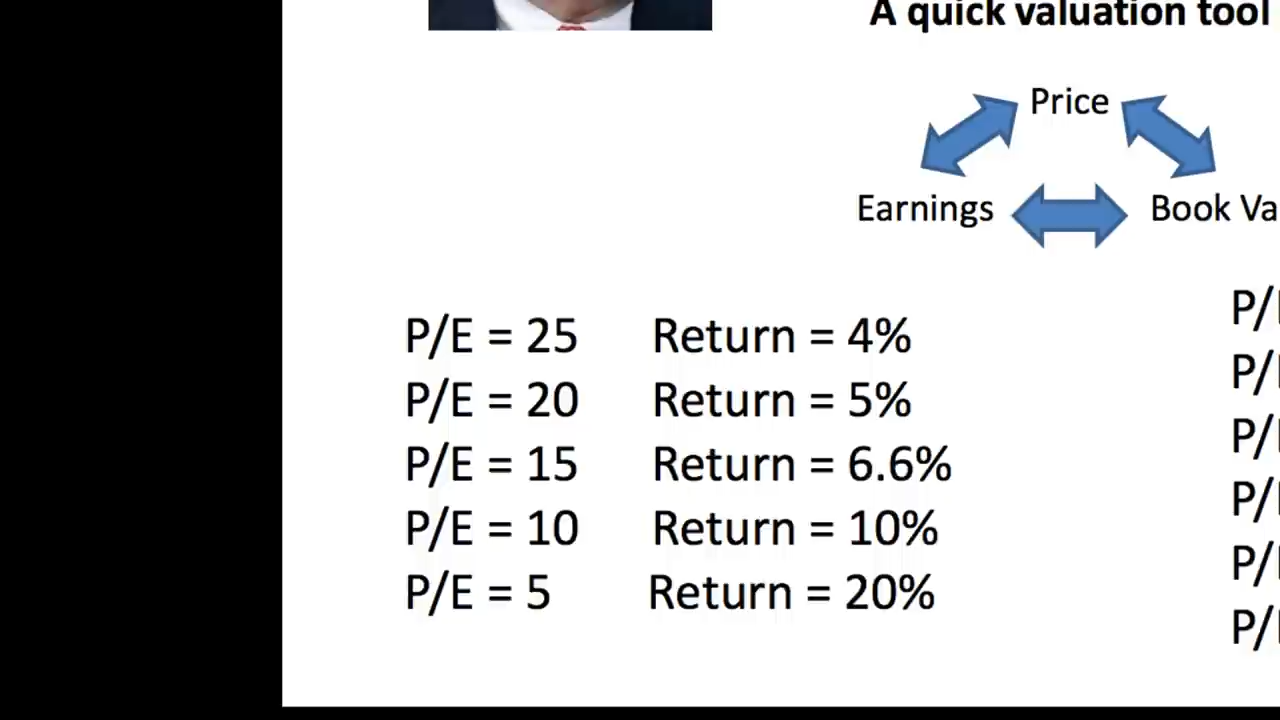 A quick valuation tool
Price
Earnings
Book
P/E = 25 Return = 4%
P/E = 20 Return = 5%
P/E = 15 Return = 6.6%
P/E = 10 Return = 10%
P/E = 5 Return = 20%